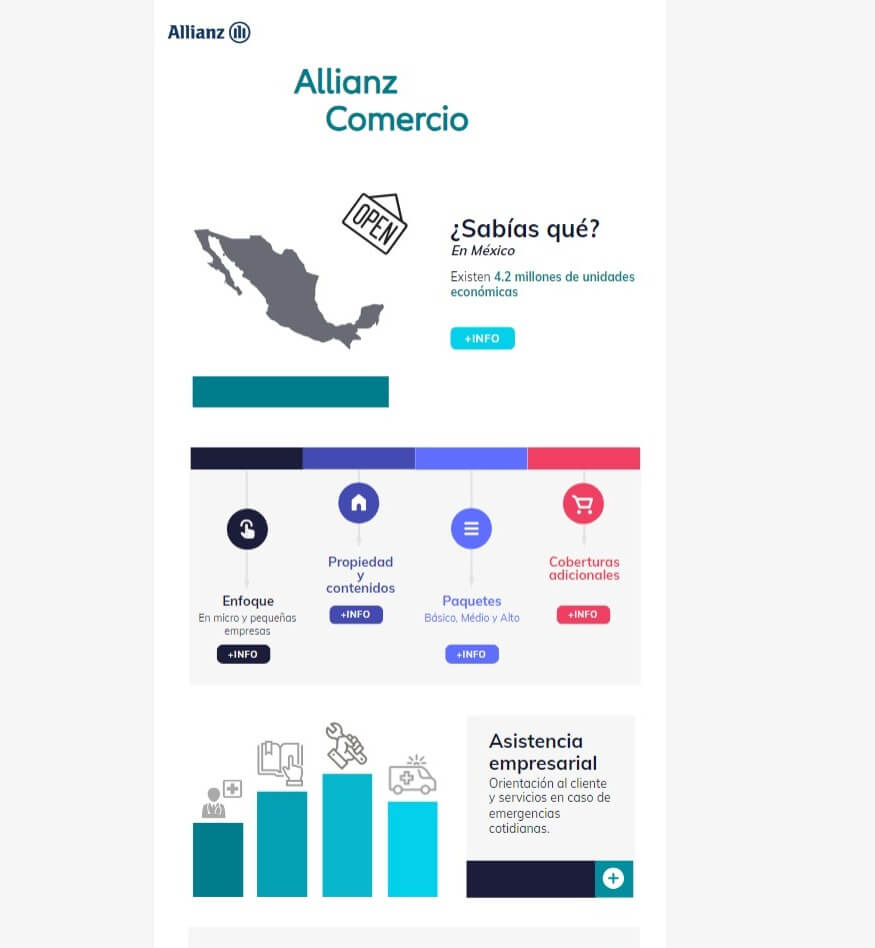 Allianz
Allianz
Comercio
OPEN
¿Sabías qué?
En México
Existen 4.2 millones de unidades
económicas
+INFO
Enfoque
En micro y pequeñas
empresas
+INFO
Propiedad
y
contenidos
+INFO
Paquetes
Básico, Médio y Alto
+INFO
Coberturas
adicionales
+INFO
Asistencia
empresarial
Orientación al cliente
y servicios en caso de
emergencias
cotidianas.